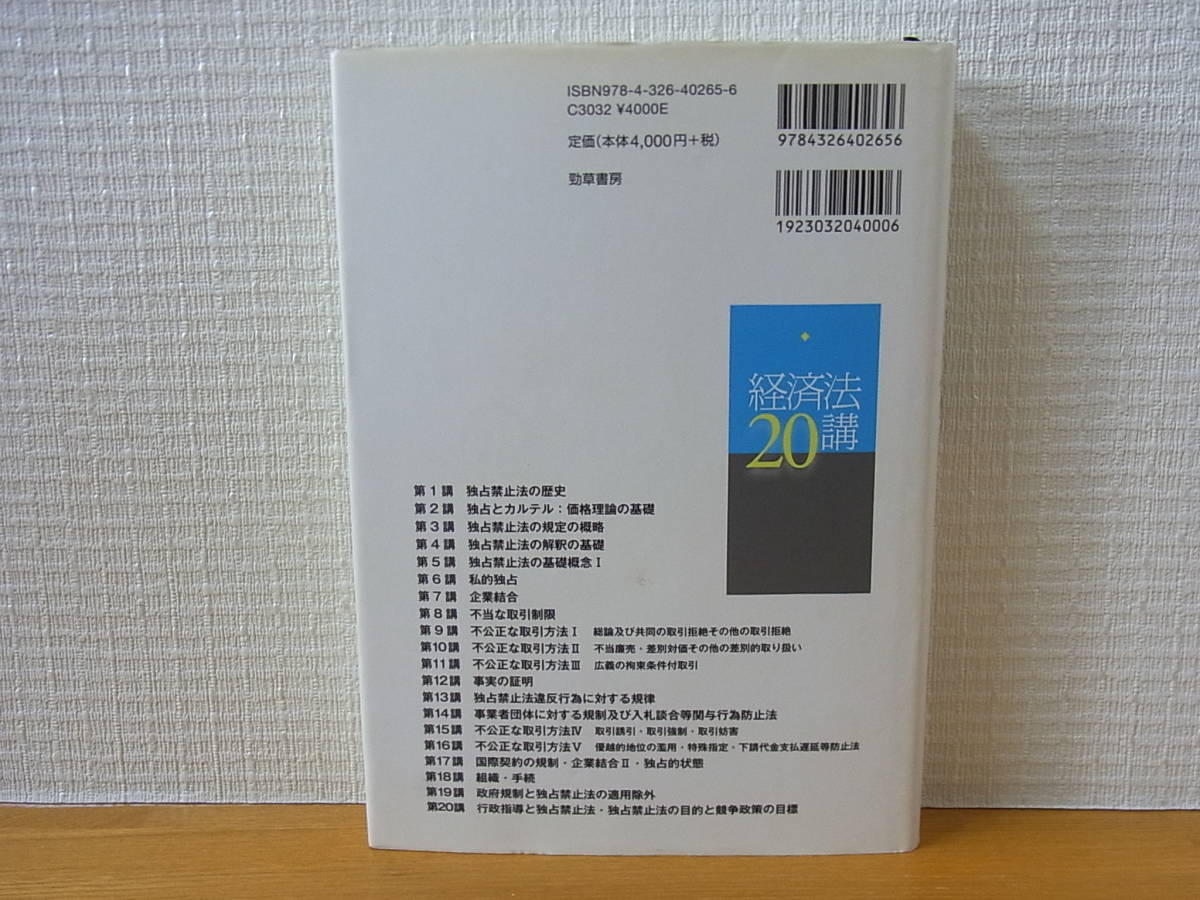 ISBN978-4-326-40265-6
C3032 ¥4000E
定価(本体4,000円+税)
9784326402656
勁草書房
1923032040006
経済法
20講
第1講 独占禁止法の歴史
第2講 独占とカルテル：価格理論の基礎
第3講 独占禁止法の規定の概略
第4講 独占禁止法の解釈の基礎
第5講 独占禁止法の基礎概念Ⅰ
第6講 私的独占
第7講 企業結合
第8講 不当な取引制限
第9講 不公正な取引方法Ⅰ 総論及び共同の取引拒絶その他の取引拒絶
第10講 不公正な取引方法Ⅱ 不当廉売・差別対価その他の差別的取り扱い
第11講 不公正な取引方法Ⅲ 広義の拘束条件付取引
第12講 事実の証明
第13講 独占禁止法違反行為に対する規律
第14講 事業者団体に対する規制及び入札談合等関与行為防止法
第15講 不公正な取引方法Ⅳ 取引誘引・取引強制・取引妨害
第16講 不公正な取引方法Ⅴ 優越的地位の濫用・特殊指定・下請代金支払遅延等防止法
第17講 国際契約の規制・企業結合Ⅱ・独占的状態
第18講 組織・手続
第19講 政府規制と独占禁止法の適用除外
第20講 行政指導と独占禁止法・独占禁止法の目的と競争政策の目標